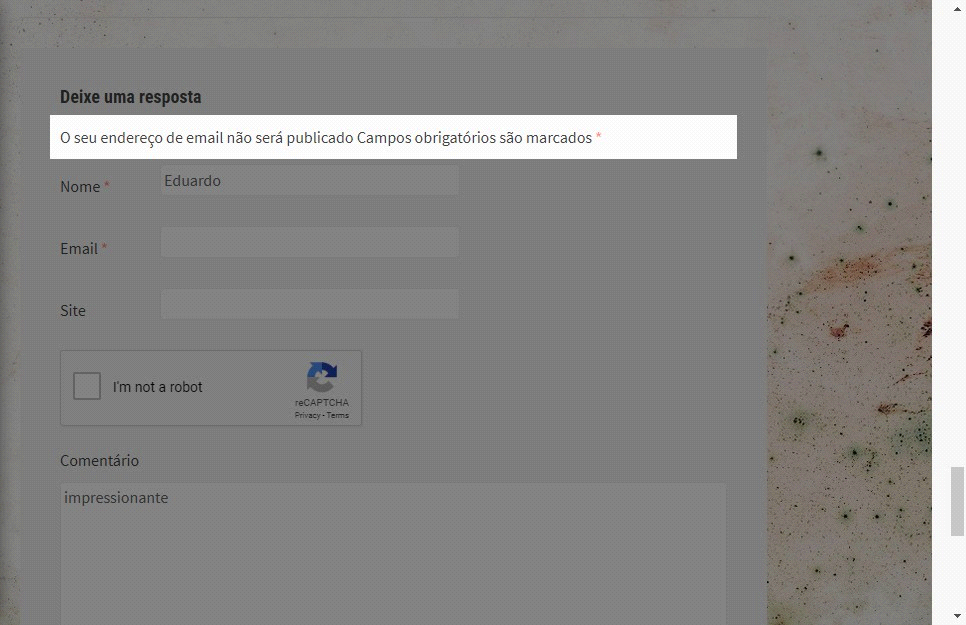 Deixe uma resposta
O seu endereço de email não será publicado Campos obrigatórios são marcados *
Nome *
Eduardo
Email *
Site
I'm not a robot
reCAPTCHA
Privacy - Terms
Comentário
impressionante